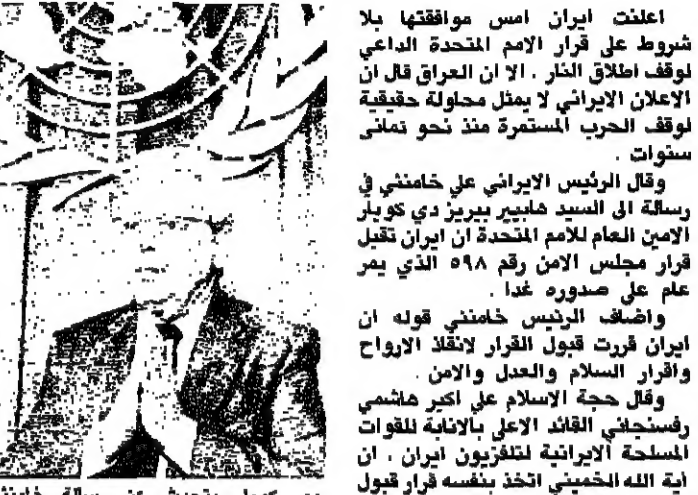 اعلنت ايران امس موافقتها بلا
شروط على قرار الامم المتحدة الداعي
لوقف اطلاق النار . الا ان العراق قال ان
الاعلان الايراني لا يمثل محاولة حقيقية
لوقف الحرب المستمرة منذ نحو ثماني
سنوات .
وقال الرئيس الايراني علي خامنئي في
رسالة الى السيد خابيير بيريز دي كويار
الامين العام للامم المتحدة ان ايران تقبل
قرار مجلس الامن رقم ٥٩٨ الذي يمر
عام على صدوره غدا .
واضاف الرئيس خامنئي قوله ان
ايران قررت قبول القرار لانقاذ الارواح
واقرار السلام والعدل والامن .
وقال حجة الاسلام علي اكبر هاشمي
رفسنجاني القائد الاعلى بالانابة للقوات
المسلحة الايرانية لتلفزيون ايران ، ان
آية الله الخميني اتخذ بنفسه قرار قبول